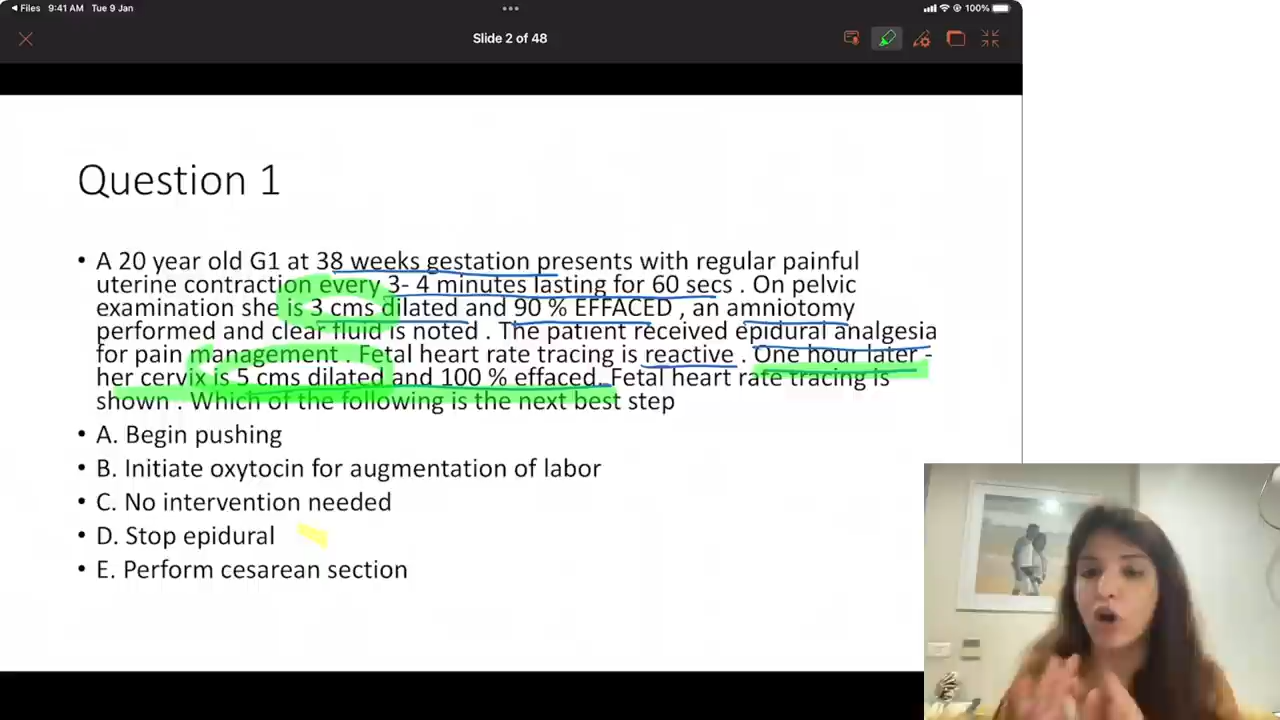 Files 9:41 AM Tue 9 Jan 100%
Slide 2 of 48
Question 1
• A 20 year old G1 at 38 weeks gestation presents with regular painful
uterine contraction every 3- 4 minutes lasting for 60 secs . On pelvic
examination she is 3 cms dilated and 90 % EFFACED , an amniotomy
performed and clear fluid is noted . The patient received epidural analgesia
for pain management . Fetal heart rate tracing is reactive . One hour later -
her cervix is 5 cms dilated and 100 % effaced. Fetal heart rate tracing is
shown . Which of the following is the next best step
• A. Begin pushing
• B. Initiate oxytocin for augmentation of labor
• C. No intervention needed
• D. Stop epidural
• E. Perform cesarean section